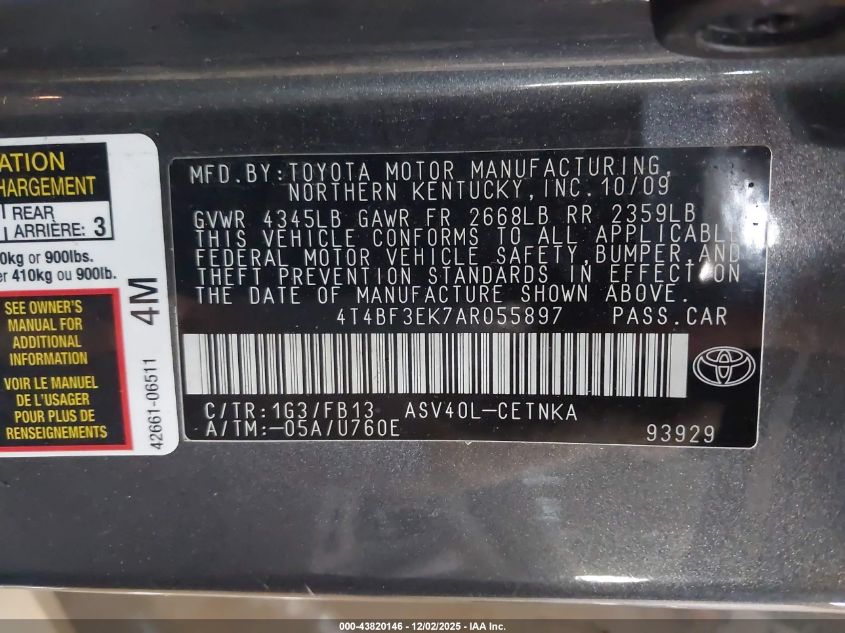 ATION
CHARGEMENT
REAR
ARRIÈRE: 3
0kg or 900lbs.
er 410kg ou 900lb.
SEE OWNER'S
MANUAL FOR
ADDITIONAL
INFORMATION
VOIR LE MANUEL
DE L'USAGER
POUR PLUS DE
RENSEIGNEMENTS
4M
42661-06511
MFD.BY:TOYOTA MOTOR MANUFACTURING,
NORTHERN KENTUCKY,INC.10/09
GVWR 4345LB GAWR FR 2668LB RR 2359LB
THIS VEHICLE CONFORMS TO ALL APPLICABLE
FEDERAL MOTOR VEHICLE SAFETY,BUMPER,AND
THEFT PREVENTION STANDARDS IN EFFECT ON
THE DATE OF MANUFACTURE SHOWN ABOVE.
4T4BF3EK7AR055897 PASS.CAR
C/TR:1G3/FB13 ASV40L-CETNKA
A/TM:-05A/U760E 93929
000-43820146 - 12/02/2025 - IAA Inc.